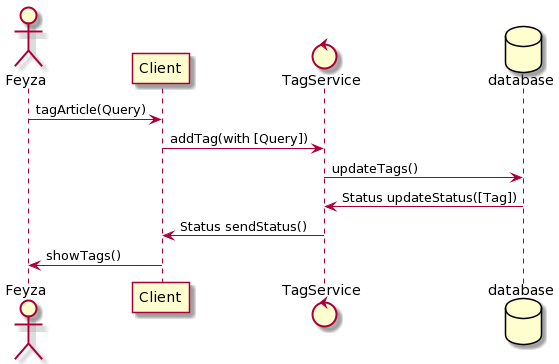 Feyza
Client
TagService
database
tagArticle(Query)
addTag(with [Query])
updateTags()
Status updateStatus([Tag])
Status sendStatus()
showTags()
Feyza
Client
TagService
database